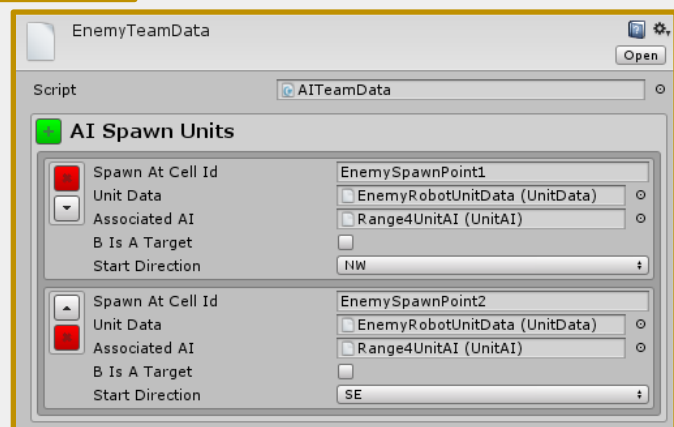 EnemyTeamData
Open
Script AITeamData
AI Spawn Units
Spawn At Cell Id EnemySpawnPoint1
Unit Data EnemyRobotUnitData (UnitData)
Associated AI Range4UnitAI (UnitAI)
B Is A Target
Start Direction NW
Spawn At Cell Id EnemySpawnPoint2
Unit Data EnemyRobotUnitData (UnitData)
Associated AI Range4UnitAI (UnitAI)
B Is A Target
Start Direction SE